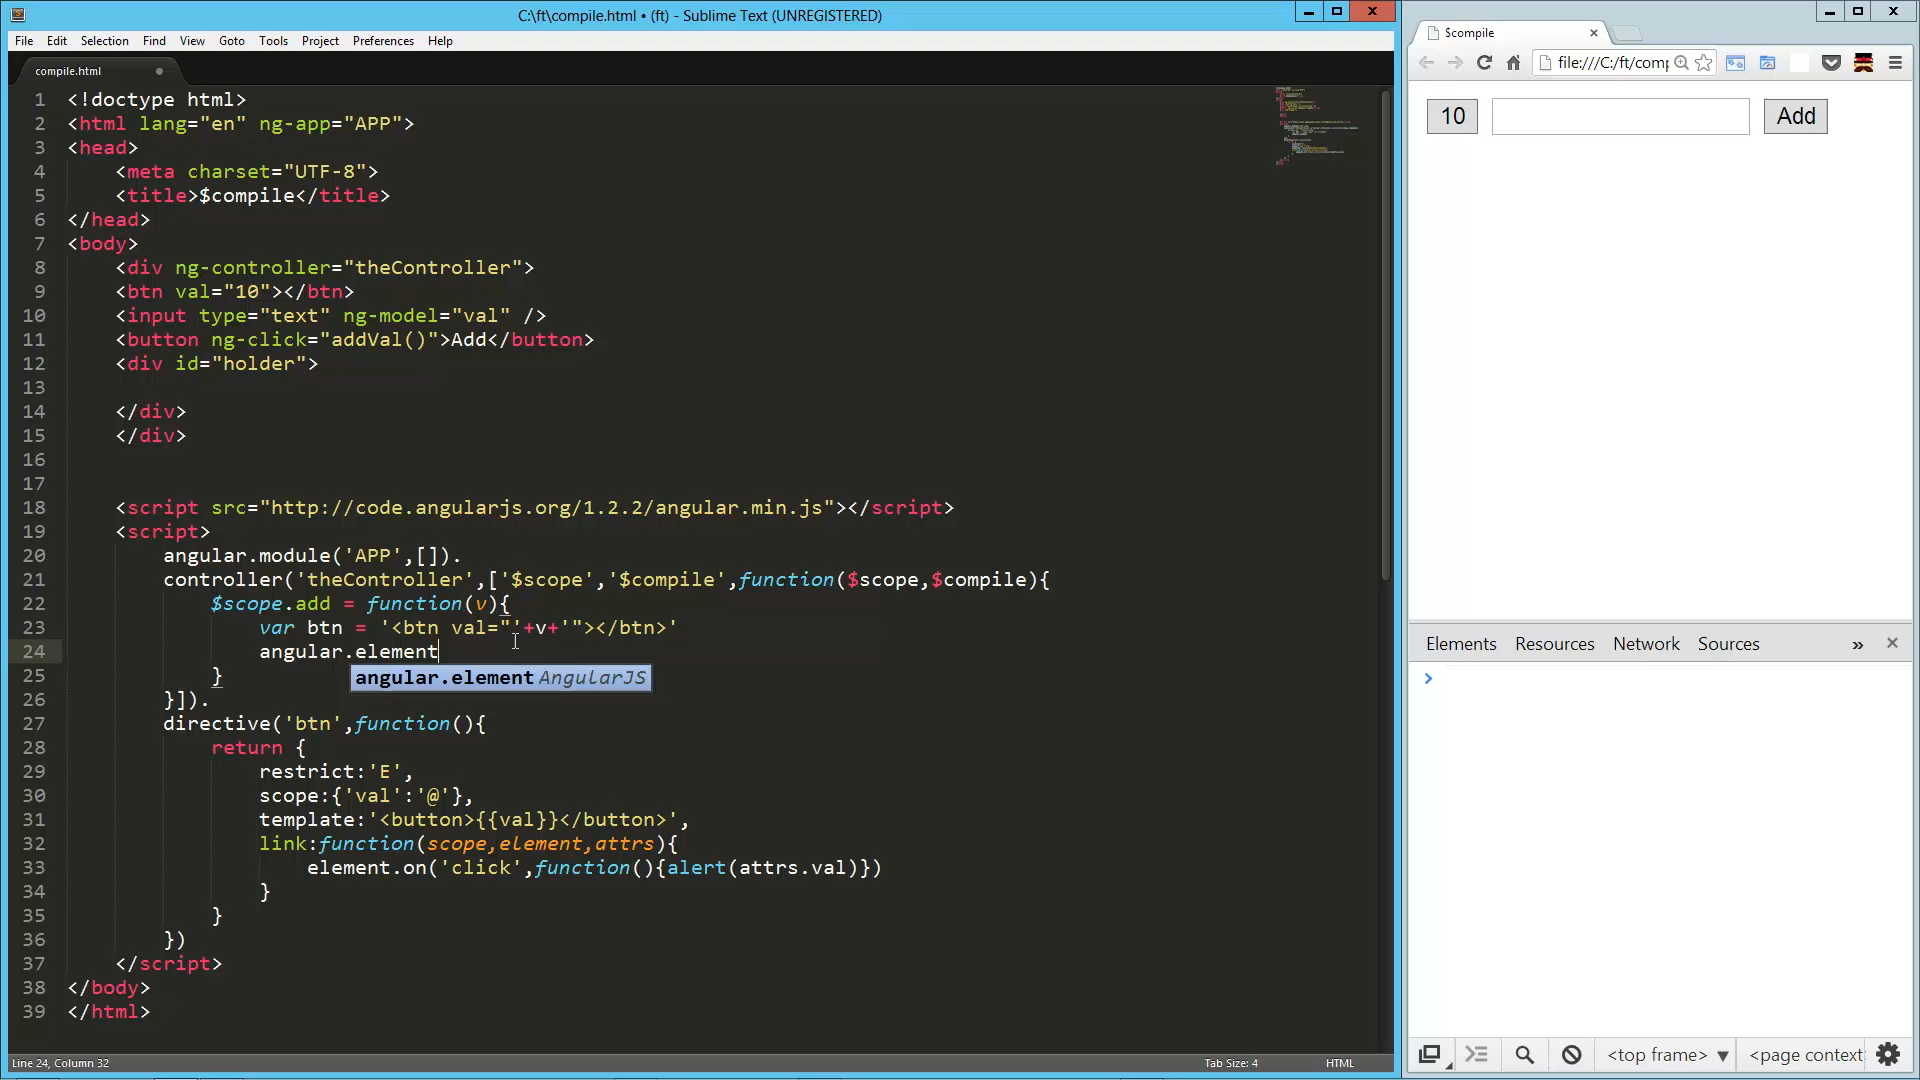 C:\ft\compile.html • (ft) - Sublime Text (UNREGISTERED)
File Edit Selection Find View Goto Tools Project Preferences Help
compile.html
1 <!doctype html>
2 <html lang="en" ng-app="APP">
3 <head>
4 <meta charset="UTF-8">
5 <title>$compile</title>
6 </head>
7 <body>
8 <div ng-controller="theController">
9 <btn val="10"></btn>
10 <input type="text" ng-model="val" />
11 <button ng-click="addVal()">Add</button>
12 <div id="holder">
13
14 </div>
15 </div>
16
17
18 <script src="http://code.angularjs.org/1.2.2/angular.min.js"></script>
19 <script>
20 angular.module('APP',[]).
21 controller('theController',['$scope','$compile',function($scope,$compile){
22 $scope.add = function(v){
23 var btn = '<btn val="'+v+'"></btn>'
24 angular.element
angular.element AngularJS
25 }
26 }]).
27 directive('btn',function(){
28 return {
29 restrict:'E',
30 scope:{'val':'@'},
31 template:'<button>{{val}}</button>',
32 link:function(scope,element,attrs){
33 element.on('click',function(){alert(attrs.val)})
34 }
35 }
36 })
37 </script>
38 </body>
39 </html>
Line 24, Column 32
Tab Size: 4
HTML
$compile
file:///C:/ft/comp
10
Add
Elements Resources Network Sources »
<top frame> ▼ <page context